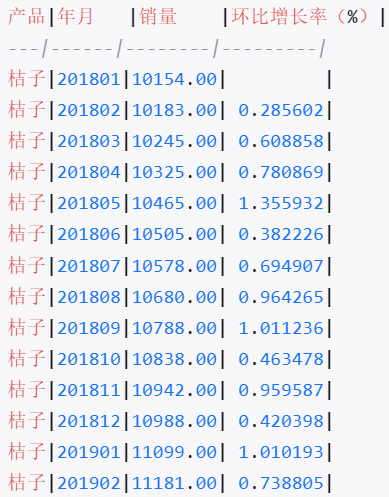 产品|年月   |销量    |环比增长率（%）|
---/------/--------/---------/
桔子|201801|10154.00|         |
桔子|201802|10183.00| 0.285602|
桔子|201803|10245.00| 0.608858|
桔子|201804|10325.00| 0.780869|
桔子|201805|10465.00| 1.355932|
桔子|201806|10505.00| 0.382226|
桔子|201807|10578.00| 0.694907|
桔子|201808|10680.00| 0.964265|
桔子|201809|10788.00| 1.011236|
桔子|201810|10838.00| 0.463478|
桔子|201811|10942.00| 0.959587|
桔子|201812|10988.00| 0.420398|
桔子|201901|11099.00| 1.010193|
桔子|201902|11181.00| 0.738805|